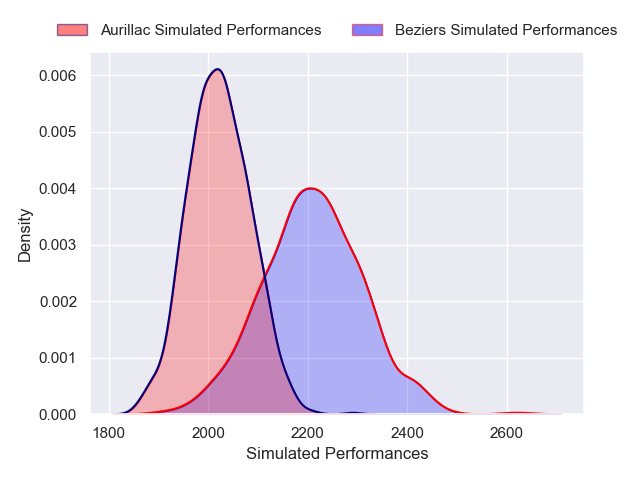 Aurillac Simulated Performances Beziers Simulated Performances
0.006
0.005
0.004
0.003
0.002
0.001
0.000
Density
1800 2000 2200 2400 2600
Simulated Performances